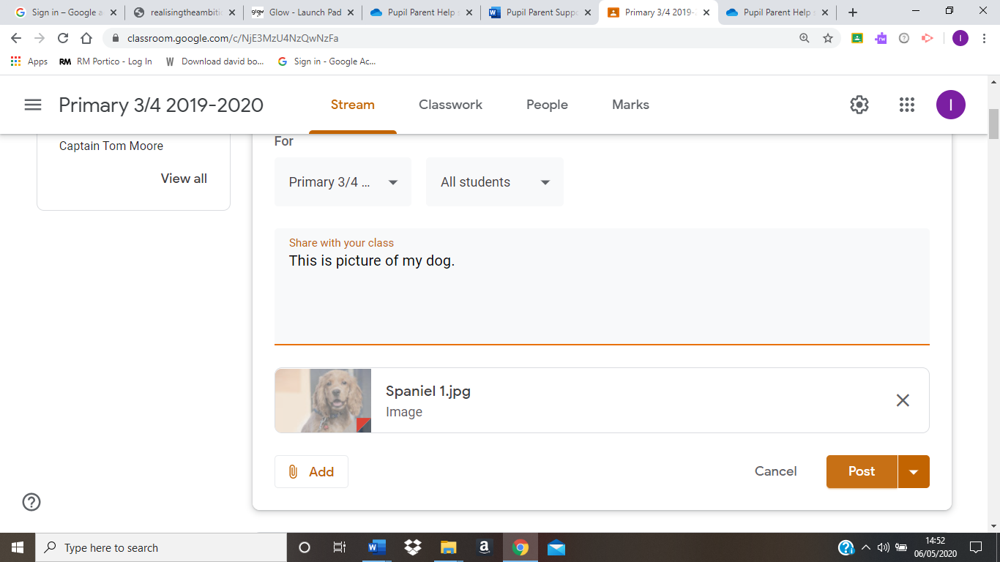 Sign in – Google a
realisingtheambiti
glow Glow - Launch Pad
Pupil Parent Help s
Pupil Parent Suppo
Primary 3/4 2019-
Pupil Parent Help s
classroom.google.com/c/NjE3MzU4NzQwNzFa
I
Apps
RM RM Portico - Log In
W Download david bo...
G Sign in - Google Ac...
Primary 3/4 2019-2020
Stream
Classwork
People
Marks
I
Captain Tom Moore
View all
For
Primary 3/4 ...
All students
Share with your class
This is picture of my dog.
Spaniel 1.jpg
Image
Add
Cancel
Post
Type here to search
14:52
06/05/2020